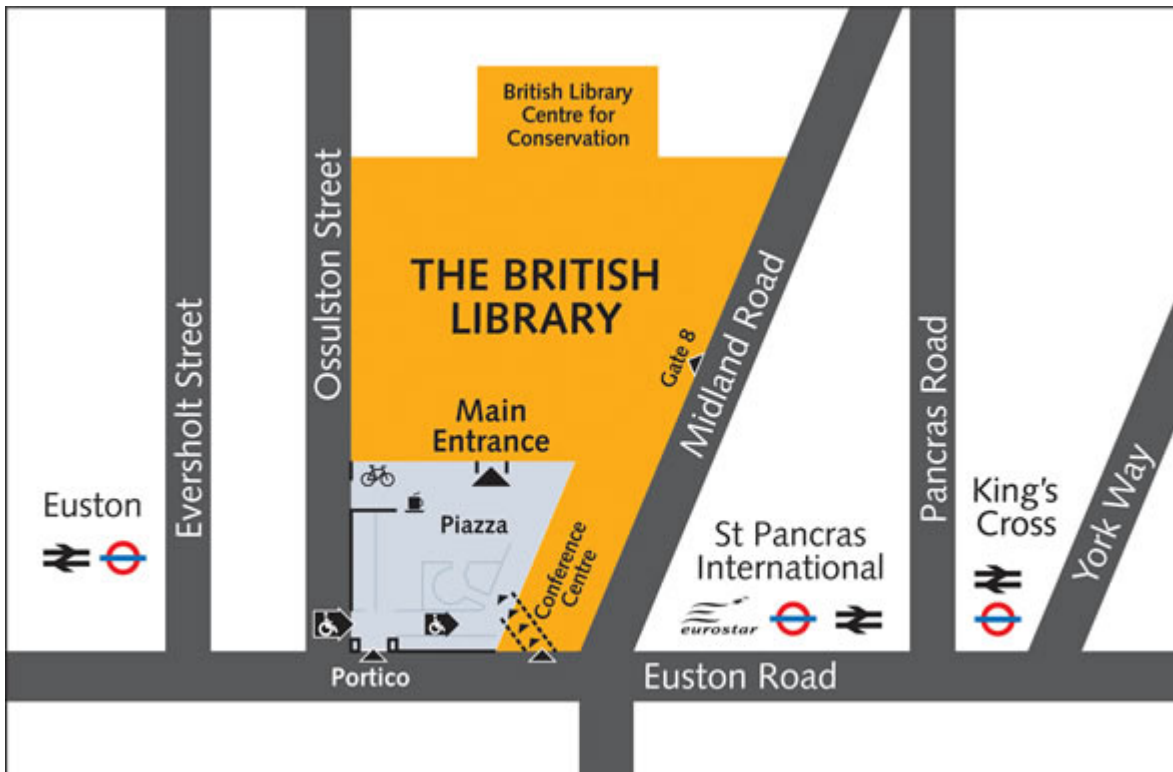 British Library
Centre for
Conservation
THE BRITISH
LIBRARY
Gate 8
Main
Entrance
Piazza
Conference
Centre
Portico
Eversholt Street
Ossulston Street
Midland Road
Pancras Road
York Way
Euston Road
Euston
St Pancras
International
eurostar
King's
Cross